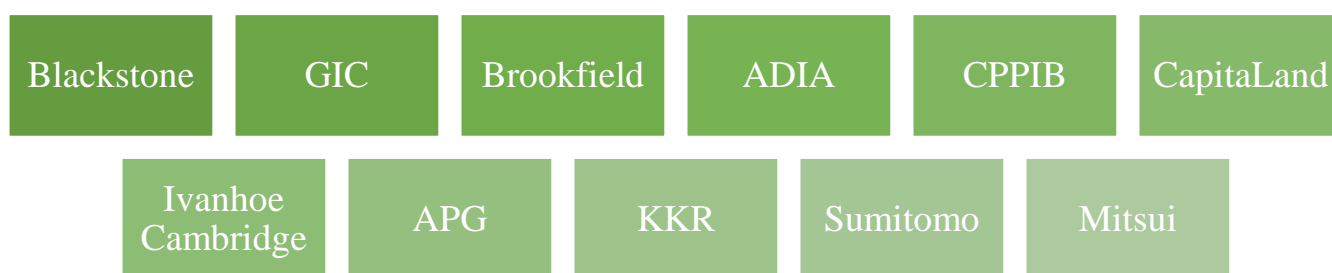 Blackstone
GIC
Brookfield
ADIA
CPPIB
CapitaLand
Ivanhoe
Cambridge
APG
KKR
Sumitomo
Mitsui